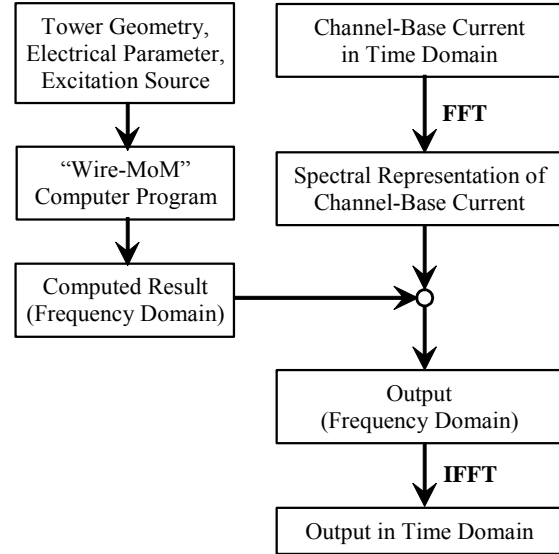 Tower Geometry,
Electrical Parameter,
Excitation Source
“Wire-MoM”
Computer Program
Computed Result
(Frequency Domain)
Channel-Base Current
in Time Domain
FFT
Spectral Representation of
Channel-Base Current
Output
(Frequency Domain)
IFFT
Output in Time Domain